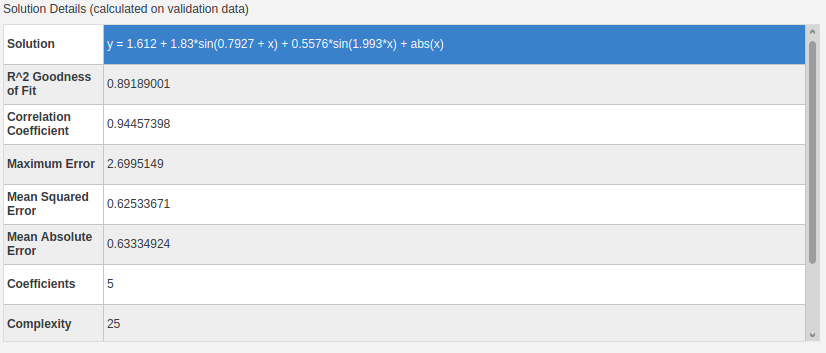 Solution Details (calculated on validation data)
Solution
y = 1.612 + 1.83*sin(0.7927 + x) + 0.5576*sin(1.993*x) + abs(x)
R^2 Goodness
of Fit
0.89189001
Correlation
Coefficient
0.94457398
Maximum Error
2.6995149
Mean Squared
Error
0.62533671
Mean Absolute
Error
0.63334924
Coefficients
5
Complexity
25